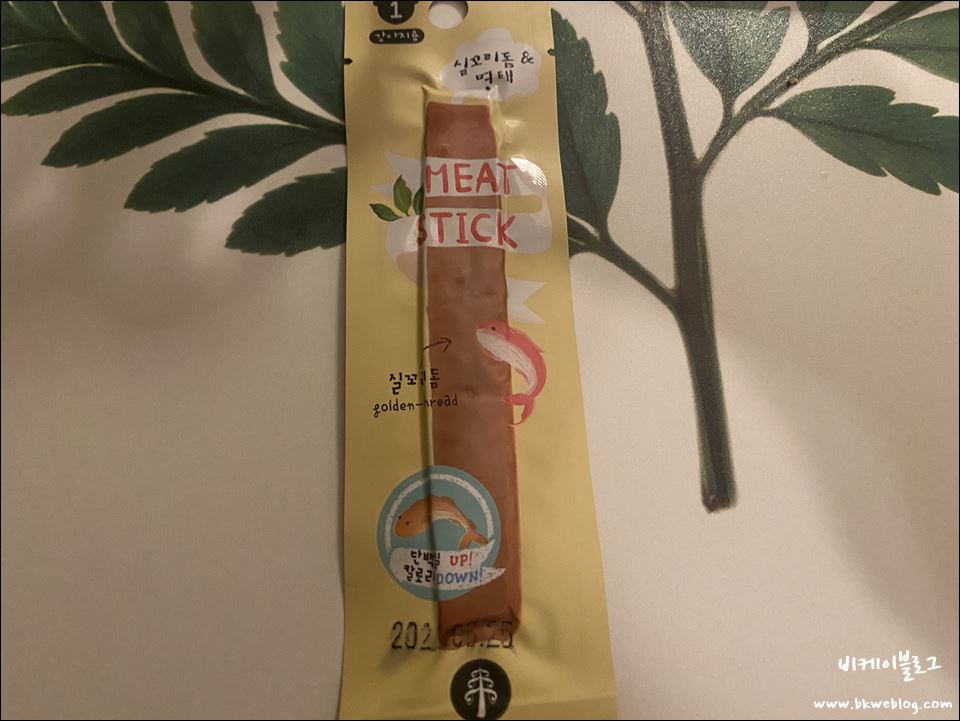 1
강아지용
실꼬리돔 &
명태
MEAT
STICK
실꼬리돔
golden-thread
단백질 UP!
칼로리 DOWN!
비케이블로그
www.bkweblog.com